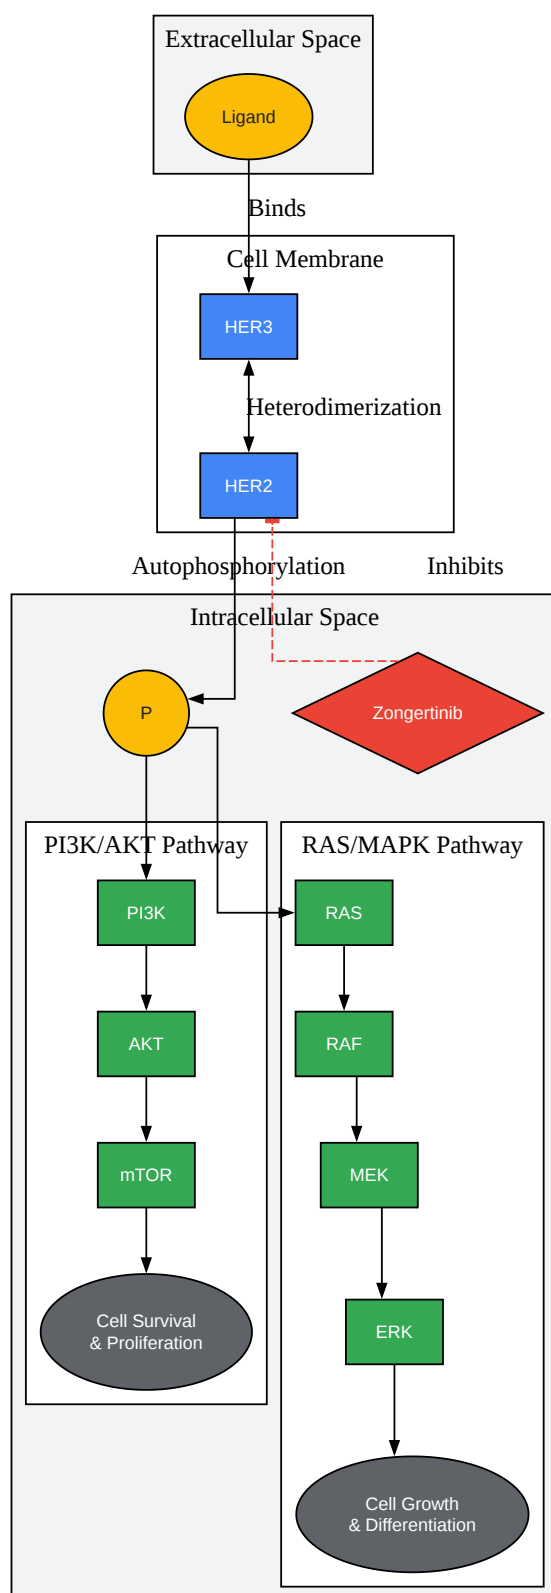 Extracellular Space
Ligand
Binds
Cell Membrane
HER3
Heterodimerization
HER2
Autophosphorylation
Inhibits
Intracellular Space
P
Zongertinib
PI3K/AKT Pathway
RAS/MAPK Pathway
PI3K
RAS
AKT
RAF
mTOR
MEK
Cell Survival
& Proliferation
ERK
Cell Growth
& Differentiation